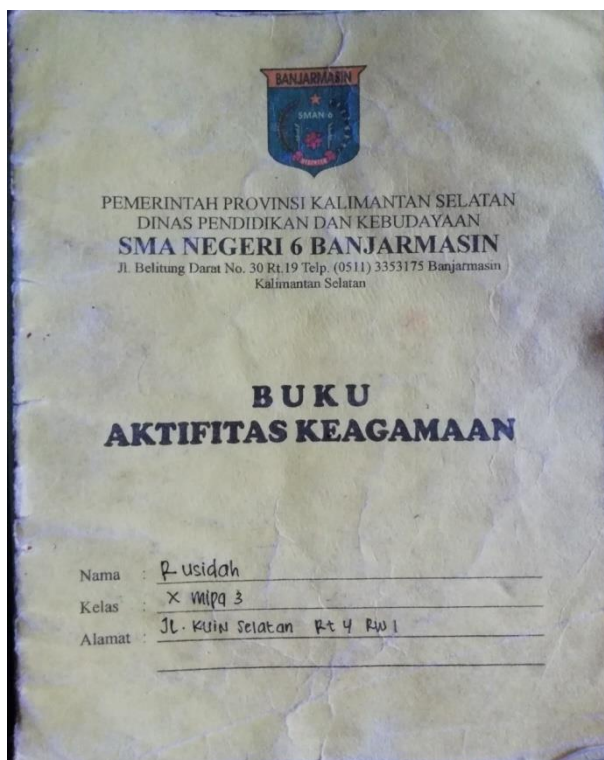 BANJARMASIN
SMAN 6
PEMERINTAH PROVINSI KALIMANTAN SELATAN
DINAS PENDIDIKAN DAN KEBUDAYAAN
SMA NEGERI 6 BANJARMASIN
Jl. Belitung Darat No. 30 Rt.19 Telp. (0511) 3353175 Banjarmasin
Kalimantan Selatan
BUKU
AKTIFITAS KEAGAMAAN
Nama : Rusidah
Kelas : X mipa 3
Alamat : JL. KUIN Selatan Rt 4 RW 1